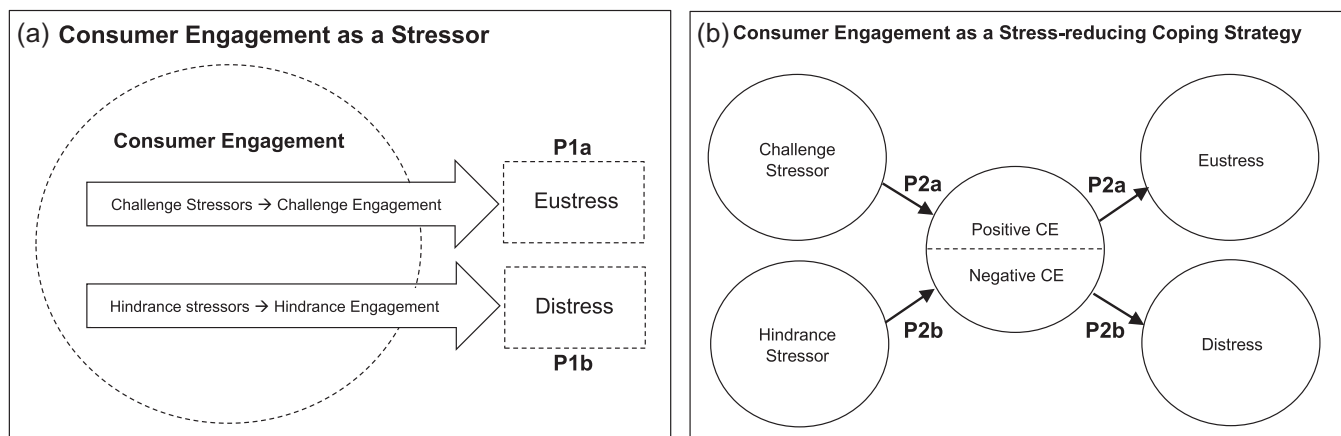 (a) Consumer Engagement as a Stressor
Consumer Engagement
P1a
Challenge Stressors → Challenge Engagement
Eustress
Hindrance stressors → Hindrance Engagement
Distress
P1b
(b) Consumer Engagement as a Stress-reducing Coping Strategy
Challenge
Stressor
Eustress
P2a
P2a
Positive CE
Negative CE
P2b
P2b
Hindrance
Stressor
Distress